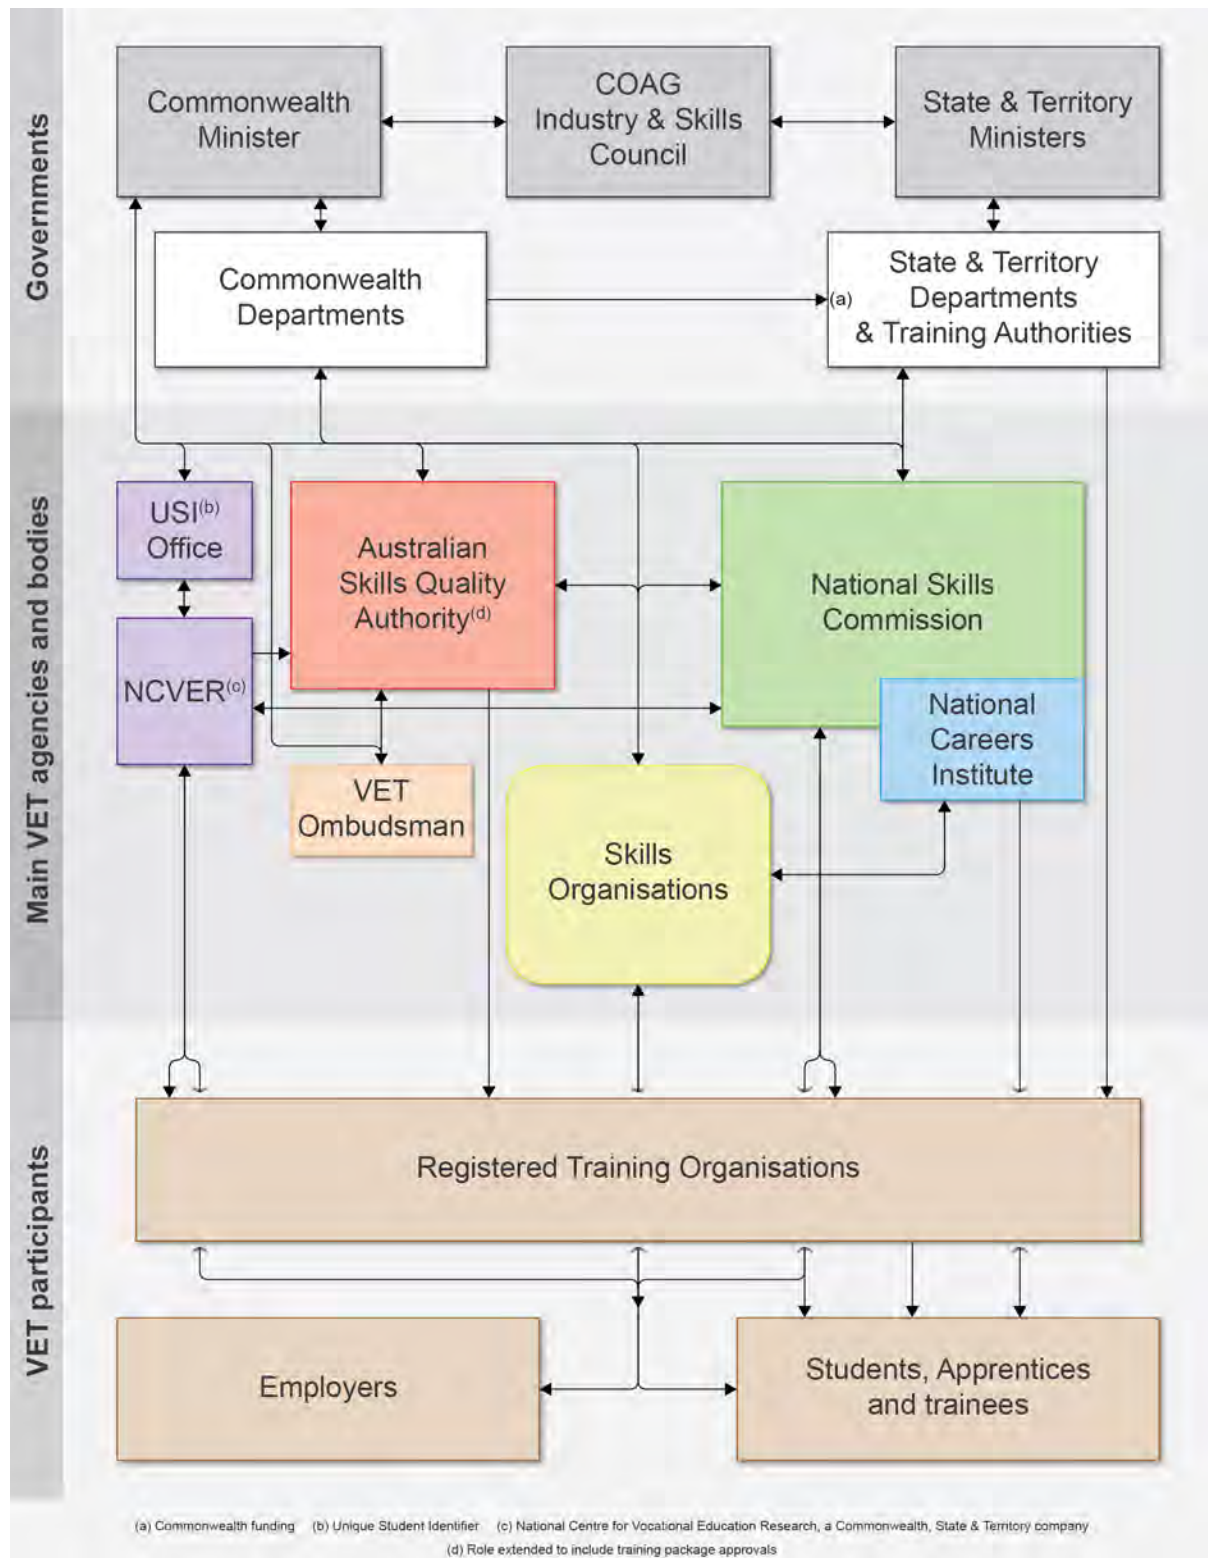 Governments
Commonwealth
Minister
COAG
Industry & Skills
Council
State & Territory
Ministers
Commonwealth
Departments
(a)
State & Territory
Departments
& Training Authorities
Main VET agencies and bodies
USI(b)
Office
Australian
Skills Quality
Authority(d)
National Skills
Commission
NCVER(c)
National
Careers
Institute
VET
Ombudsman
Skills
Organisations
VET participants
Registered Training Organisations
Employers
Students, Apprentices
and trainees
(a) Commonwealth funding (b) Unique Student Identifier (c) National Centre for Vocational Education Research, a Commonwealth, State & Territory company
(d) Role extended to include training package approvals